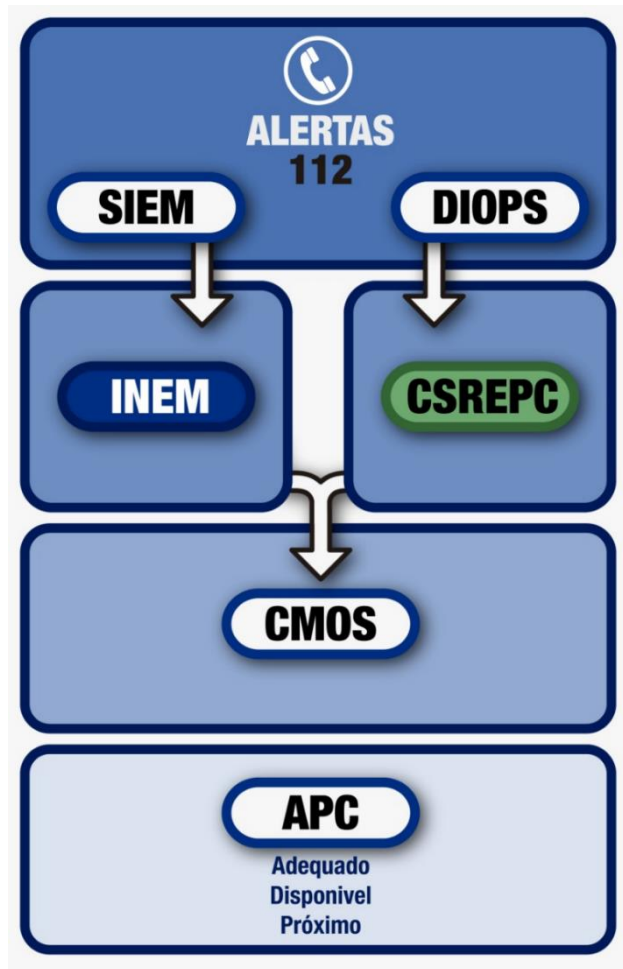 ALERTAS
112
SIEM
DIOPS
INEM
CSREPC
CMOS
APC
Adequado
Disponivel
Próximo